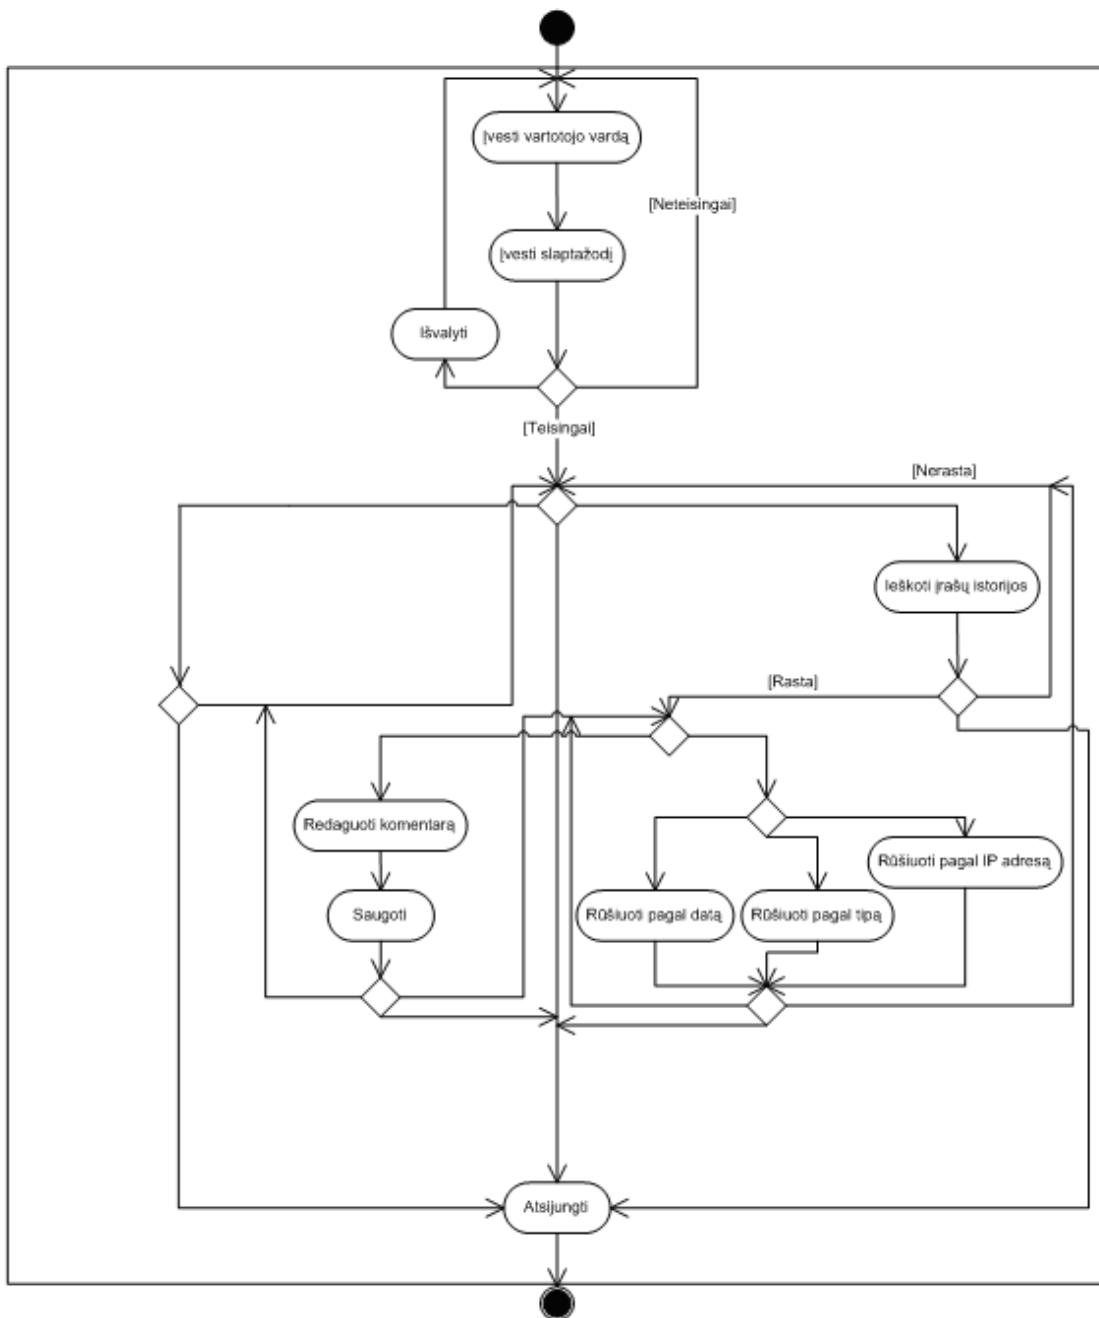 Įvesti vartotojo vardą
[Neteisingai]
Įvesti slaptažodį
Išvalyti
[Teisingai]
[Nerasta]
Ieškoti įrašų istorijos
[Rasta]
Redaguoti komentarą
Rūšiuoti pagal IP adresą
Saugoti
Rūšiuoti pagal datą
Rūšiuoti pagal tipą
Atsijungti